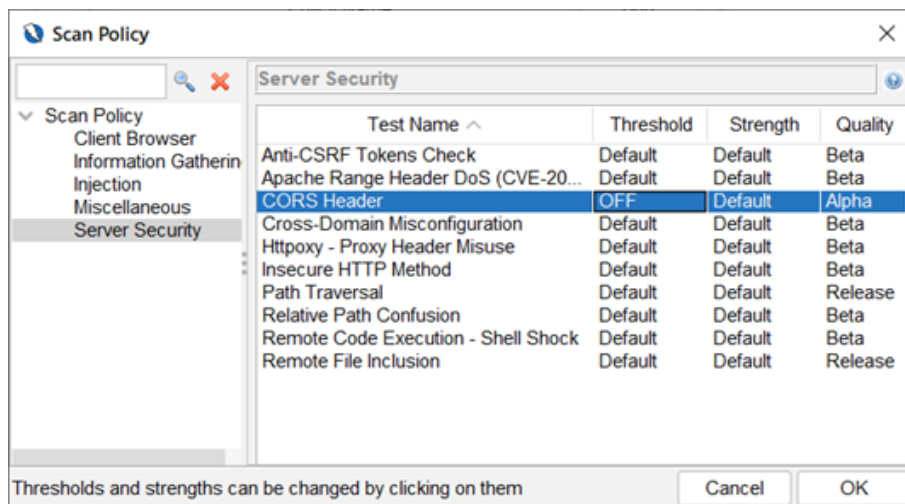 Scan Policy
Server Security
Scan Policy
Client Browser
Information Gatherin
Injection
Miscellaneous
Server Security
Test Name Threshold Strength Quality
Anti-CSRF Tokens Check Default Default Beta
Apache Range Header DoS (CVE-20... Default Default Beta
CORS Header OFF Default Alpha
Cross-Domain Misconfiguration Default Default Beta
Httpoxy - Proxy Header Misuse Default Default Beta
Insecure HTTP Method Default Default Beta
Path Traversal Default Default Release
Relative Path Confusion Default Default Beta
Remote Code Execution - Shell Shock Default Default Beta
Remote File Inclusion Default Default Release
Thresholds and strengths can be changed by clicking on them Cancel OK